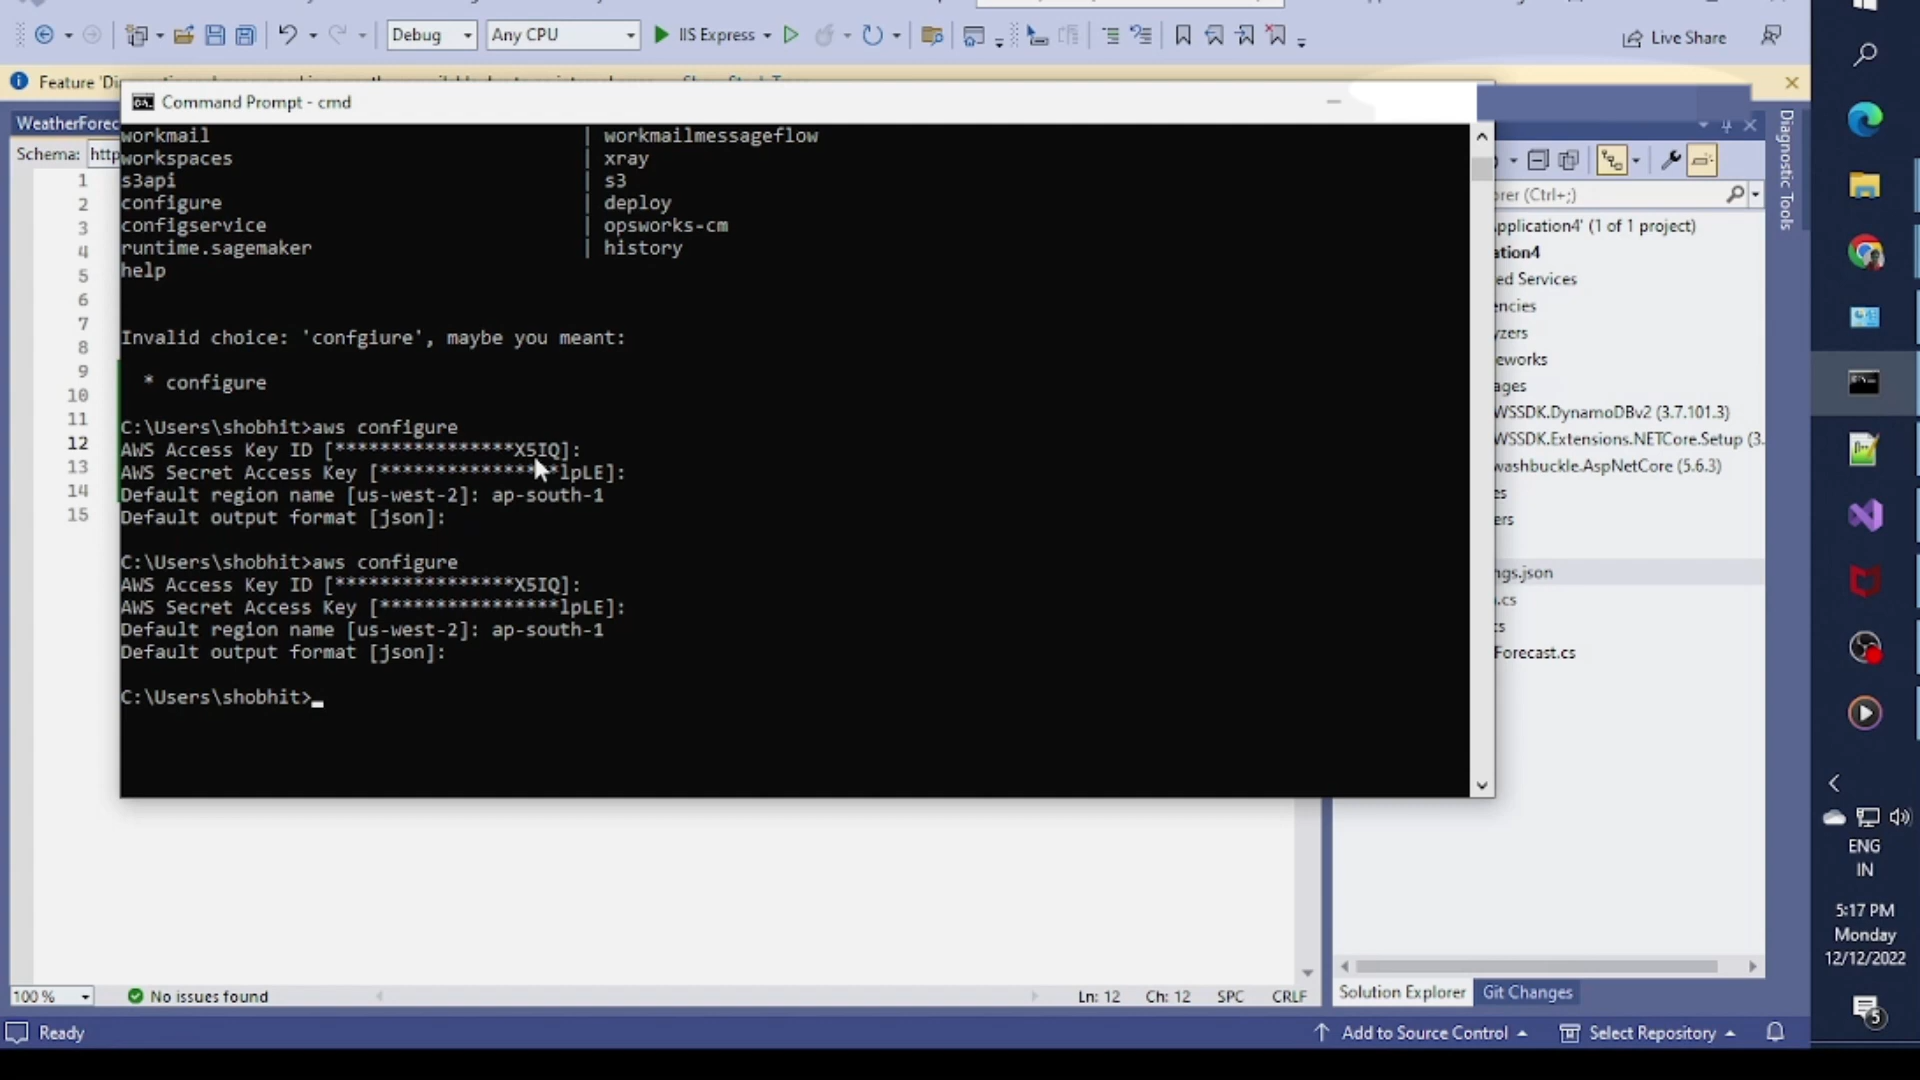 Debug
Any CPU
IIS Express
Live Share
Feature
Command Prompt - cmd
WeatherForec
Schema: http
workmail | workmailmessageflow
workspaces | xray
s3api | s3
configure | deploy
configservice | opsworks-cm
runtime.sagemaker | history
help
Invalid choice: 'confgiure', maybe you meant:
* configure
C:\Users\shobhit>aws configure
AWS Access Key ID [****************X5IQ]:
AWS Secret Access Key [****************lpLE]:
Default region name [us-west-2]: ap-south-1
Default output format [json]:
C:\Users\shobhit>aws configure
AWS Access Key ID [****************X5IQ]:
AWS Secret Access Key [****************lpLE]:
Default region name [us-west-2]: ap-south-1
Default output format [json]:
C:\Users\shobhit>
1
2
3
4
5
6
7
8
9
10
11
12
13
14
15
Diagnostic Tools
orer (Ctrl+;)
pplication4' (1 of 1 project)
ation4
ed Services
encies
yzers
eworks
ages
WSSDK.DynamoDBv2 (3.7.101.3)
WSSDK.Extensions.NETCore.Setup (3.
washbuckle.AspNetCore (5.6.3)
es
ers
ngs.json
.cs
cs
Forecast.cs
100 %
No issues found
Ln: 12 Ch: 12 SPC CRLF
Solution Explorer Git Changes
Ready
Add to Source Control
Select Repository
ENG
IN
5:17 PM
Monday
12/12/2022
5